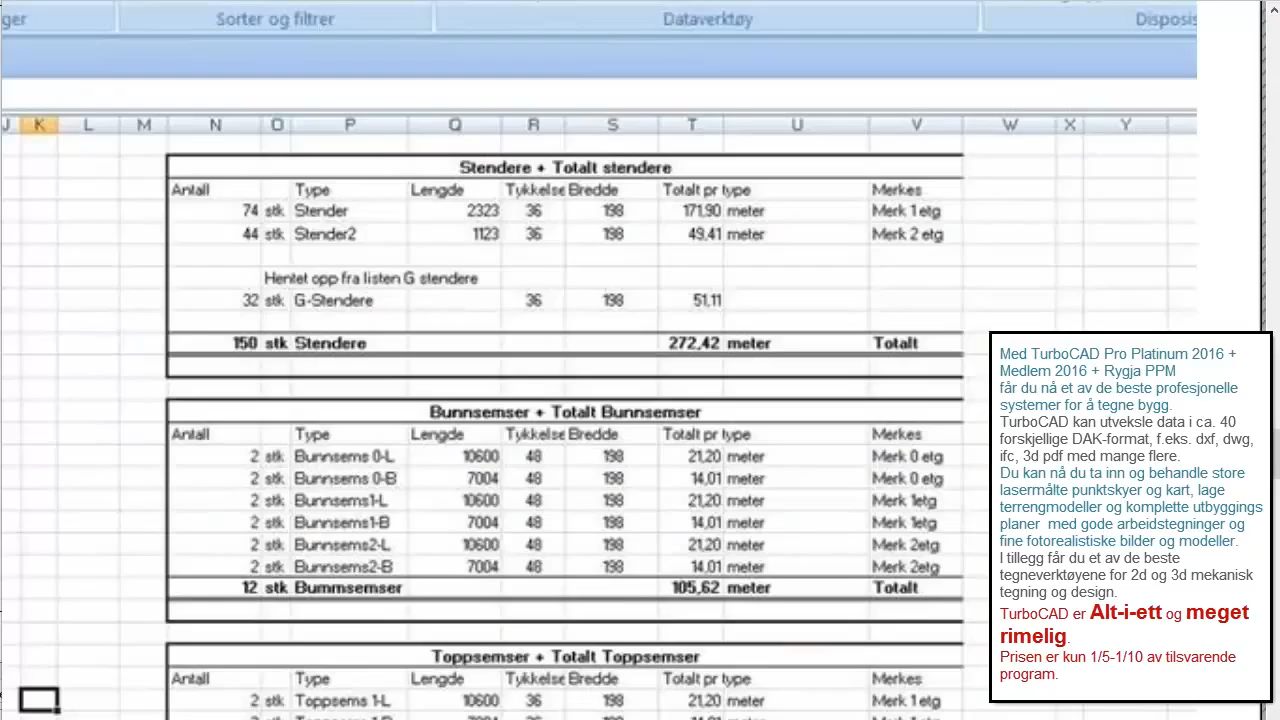 ger Sorter og filtrer Dataverktøy Disposis
J K L M N O P Q R S T U V W X Y
Stendere + Totalt stendere
Antall Type Lengde Tykkelse Bredde Totalt pr type Merkes
74 stk Stender 2323 36 198 171,90 meter Merk 1 etg
44 stk Stender2 1123 36 198 49,41 meter Merk 2 etg
Hentet opp fra listen G stendere
32 stk G-Stendere 36 198 51,11
150 stk Stendere 272,42 meter Totalt
Bunnsemser + Totalt Bunnsemser
Antall Type Lengde Tykkelse Bredde Totalt pr type Merkes
2 stk Bunnsems 0-L 10600 48 198 21,20 meter Merk 0 etg
2 stk Bunnsems 0-B 7004 48 198 14,01 meter Merk 0 etg
2 stk Bunnsems1-L 10600 48 198 21,20 meter Merk 1etg
2 stk Bunnsems1-B 7004 48 198 14,01 meter Merk 1etg
2 stk Bunnsems2-L 10600 48 198 21,20 meter Merk 2etg
2 stk Bunnsems2-B 7004 48 198 14,01 meter Merk 2etg
12 stk Bummsemser 105,62 meter Totalt
Toppsemser + Totalt Toppsemser
Antall Type Lengde Tykkelse Bredde Totalt pr type Merkes
2 stk Toppsems 1-L 10600 36 198 21,20 meter Merk 1 etg
Med TurboCAD Pro Platinum 2016 +
Medlem 2016 + Rygja PPM
får du nå et av de beste profesjonelle
systemer for å tegne bygg.
TurboCAD kan utveksle data i ca. 40
forskjellige DAK-format, f.eks. dxf, dwg,
ifc, 3d pdf med mange flere.
Du kan nå du ta inn og behandle store
lasermålte punktskyer og kart, lage
terrengmodeller og komplette utbyggings
planer med gode arbeidstegninger og
fine fotorealistiske bilder og modeller.
I tillegg får du et av de beste
tegneverktøyene for 2d og 3d mekanisk
tegning og design.
TurboCAD er Alt-i-ett og meget
rimelig.
Prisen er kun 1/5-1/10 av tilsvarende
program.